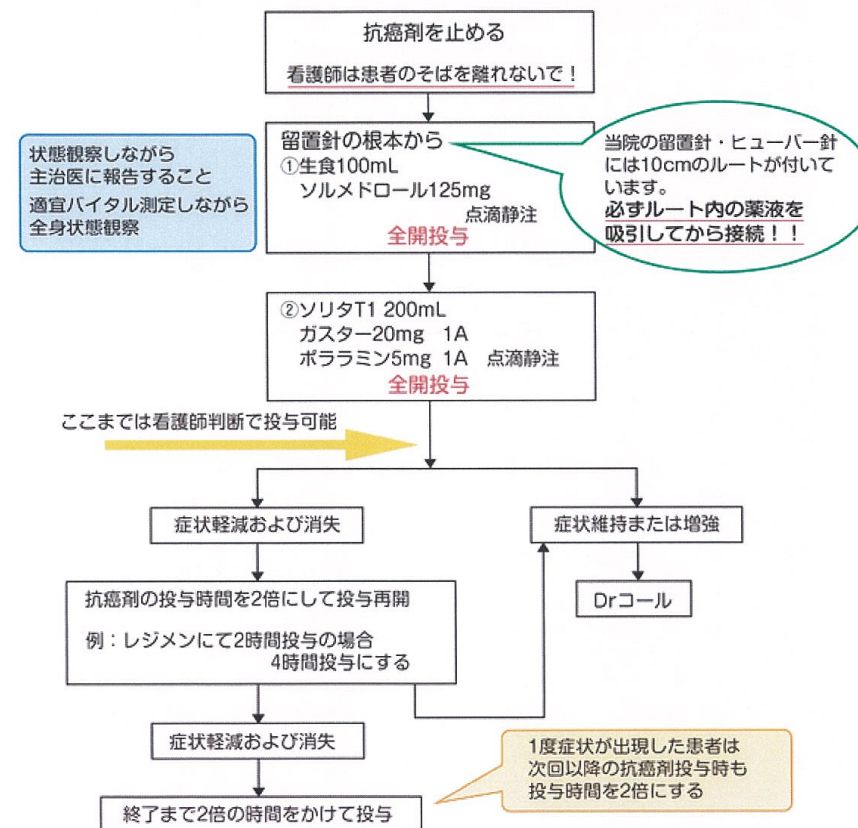 抗癌剤を止める
看護師は患者のそばを離れないで！
状態観察しながら
主治医に報告すること
適宜バイタル測定しながら
全身状態観察
留置針の根本から
①生食100mL
ソルメドロール125mg
点滴静注
全開投与
当院の留置針・ヒューバー針
には10cmのルートが付いて
います。
必ずルート内の薬液を
吸引してから接続！！
②ソリタT1 200mL
ガスター20mg 1A
ポララミン5mg 1A 点滴静注
全開投与
ここまでは看護師判断で投与可能
症状軽減および消失
症状維持または増強
抗癌剤の投与時間を2倍にして投与再開
例：レジメンにて2時間投与の場合
4時間投与にする
Drコール
症状軽減および消失
1度症状が出現した患者は
次回以降の抗癌剤投与時も
投与時間を2倍にする
終了まで2倍の時間をかけて投与